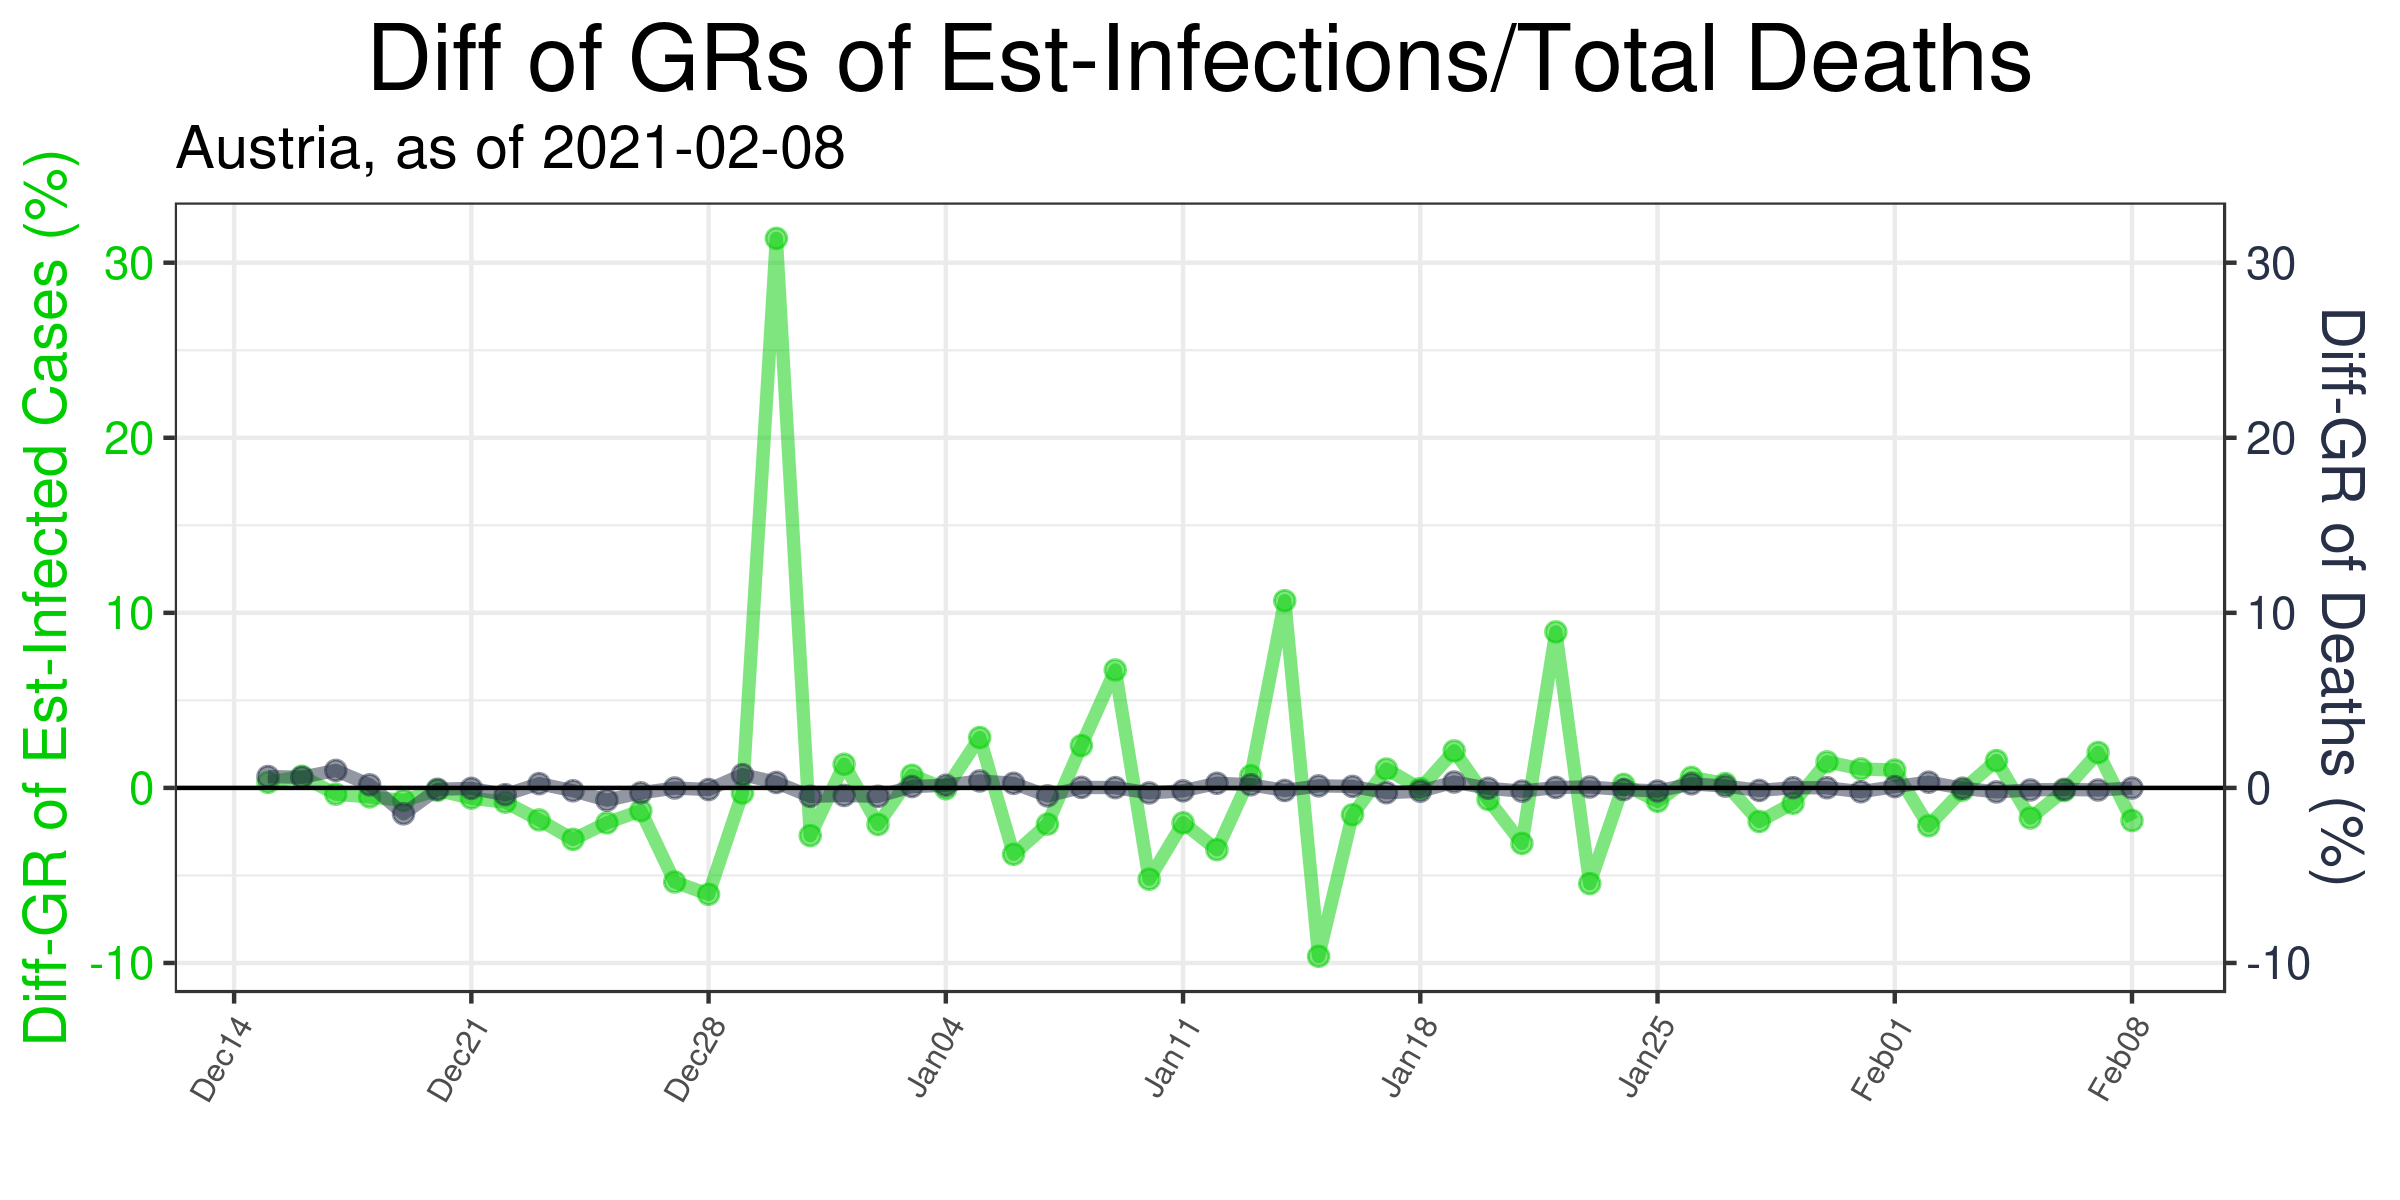 Diff of GRs of Est-Infections/Total Deaths
Austria, as of 2021-02-08
Diff-GR of Est-Infected Cases (%)
30
20
10
0
-10
30
20
10
0
-10
Diff-GR of Deaths (%)
Dec14
Dec21
Dec28
Jan04
Jan11
Jan18
Jan25
Feb01
Feb08